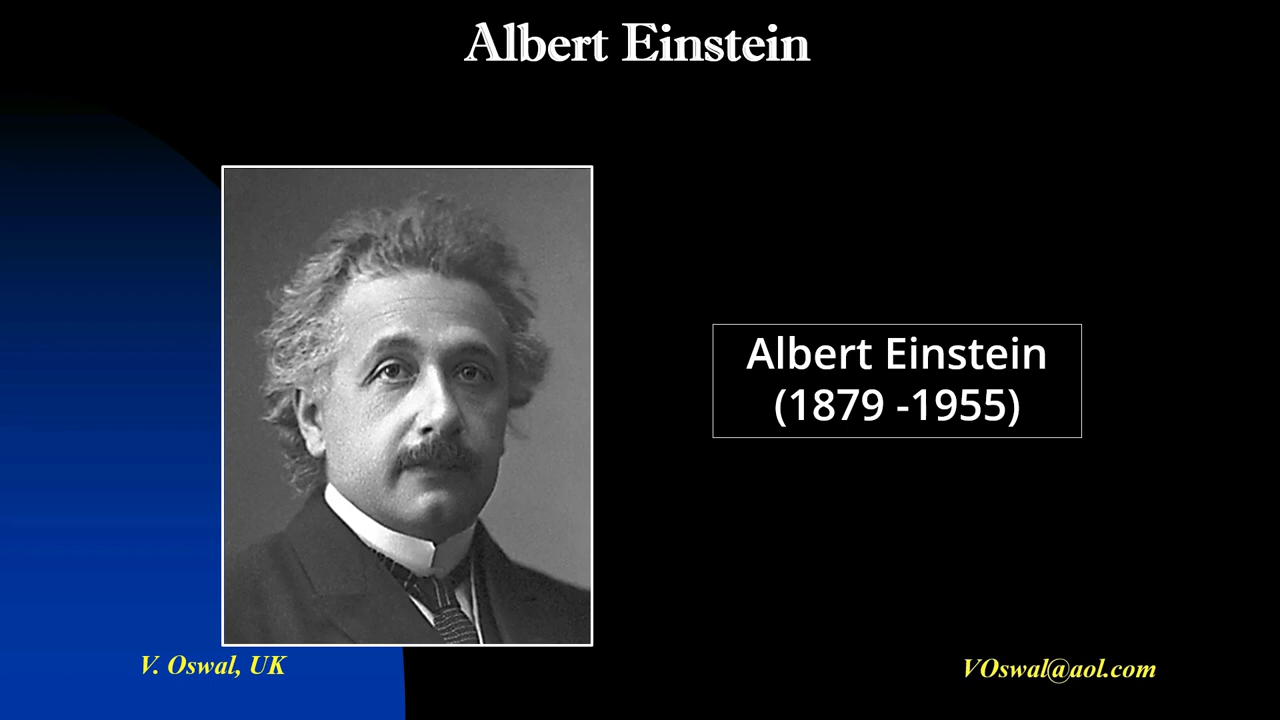 Albert Einstein
Albert Einstein
(1879 -1955)
V. Oswal, UK
VOswal@aol.com